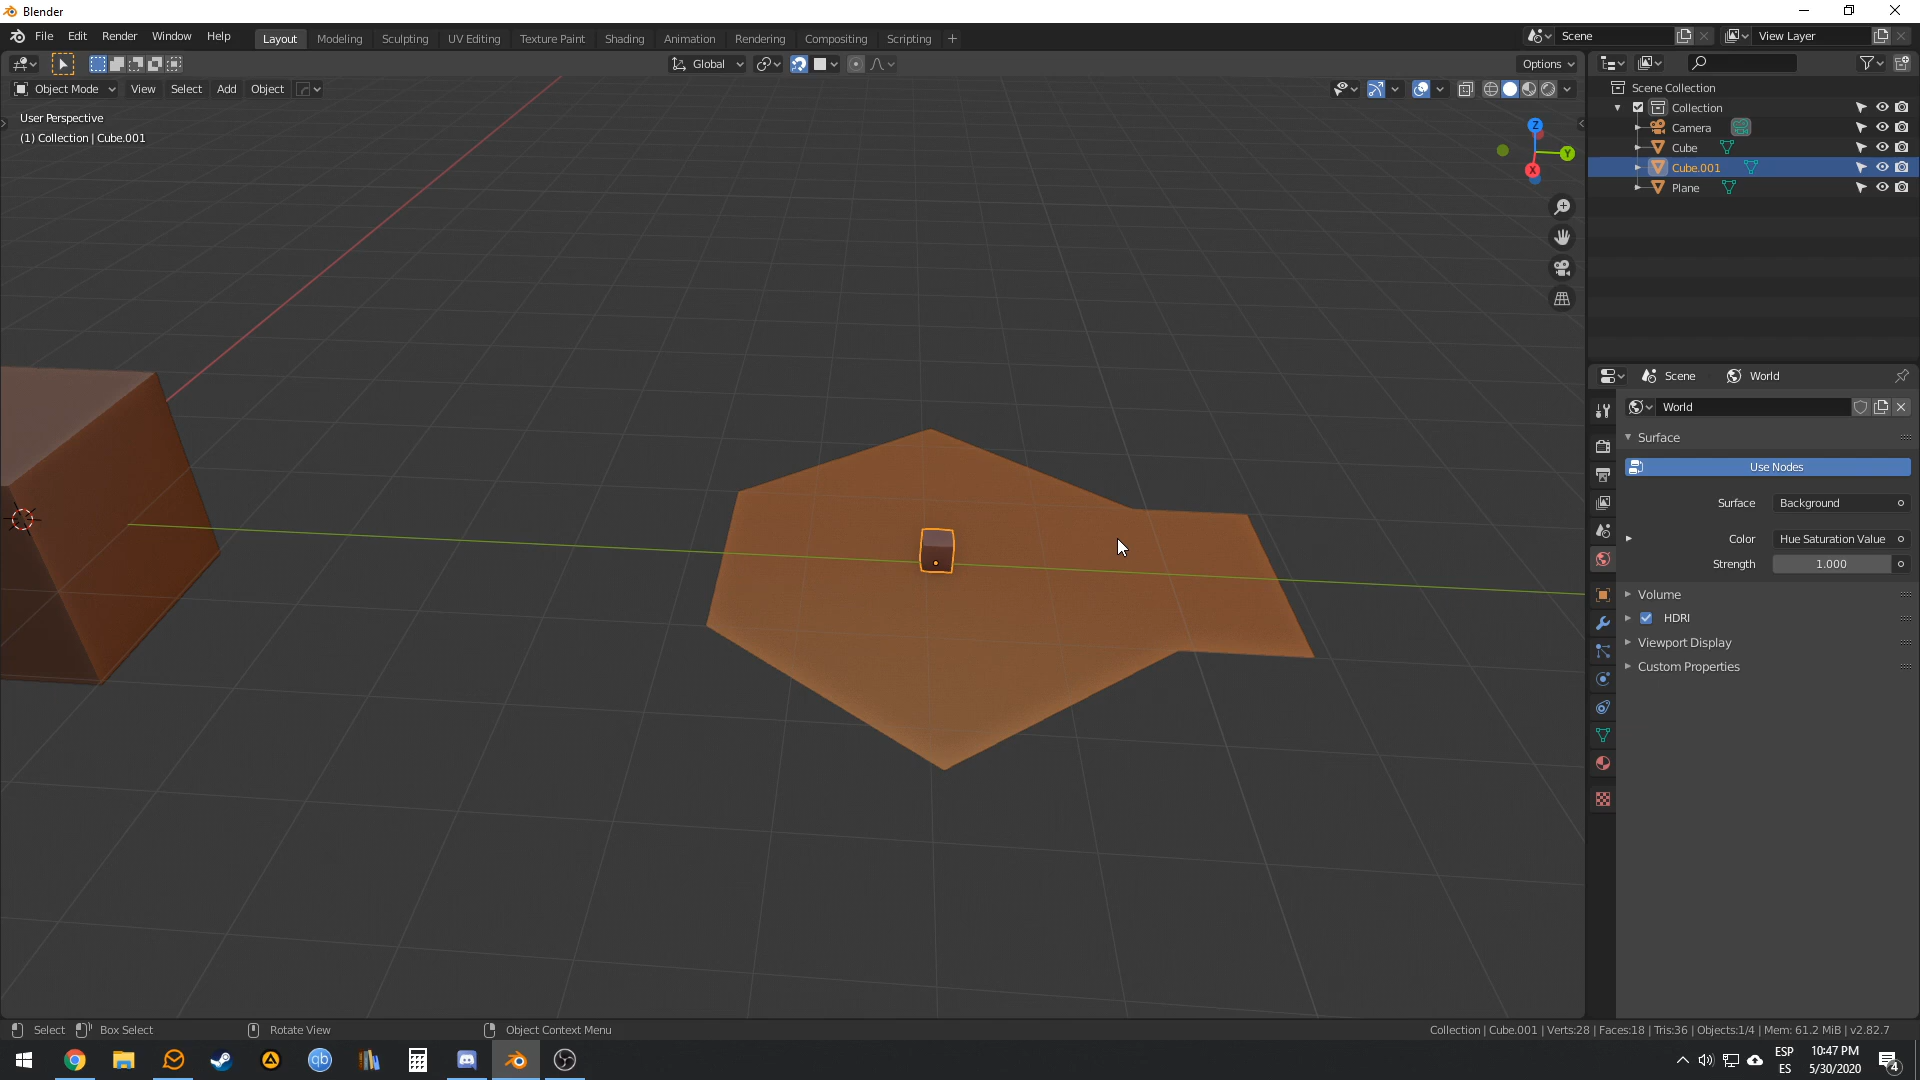 Blender
File Edit Render Window Help
Layout Modeling Sculpting UV Editing Texture Paint Shading Animation Rendering Compositing Scripting +
Scene
View Layer
Global
Options
Object Mode View Select Add Object
User Perspective
(1) Collection | Cube.001
Z
Y
X
Scene Collection
Collection
Camera
Cube
Cube.001
Plane
Scene World
World
Surface
Use Nodes
Surface Background
Color Hue Saturation Value
Strength 1.000
Volume
HDRI
Viewport Display
Custom Properties
Select Box Select Rotate View Object Context Menu
Collection | Cube.001 | Verts:28 | Faces:18 | Tris:36 | Objects:1/4 | Mem: 61.2 MiB | v2.82.7
qb
ESP
ES
10:47 PM
5/30/2020
4